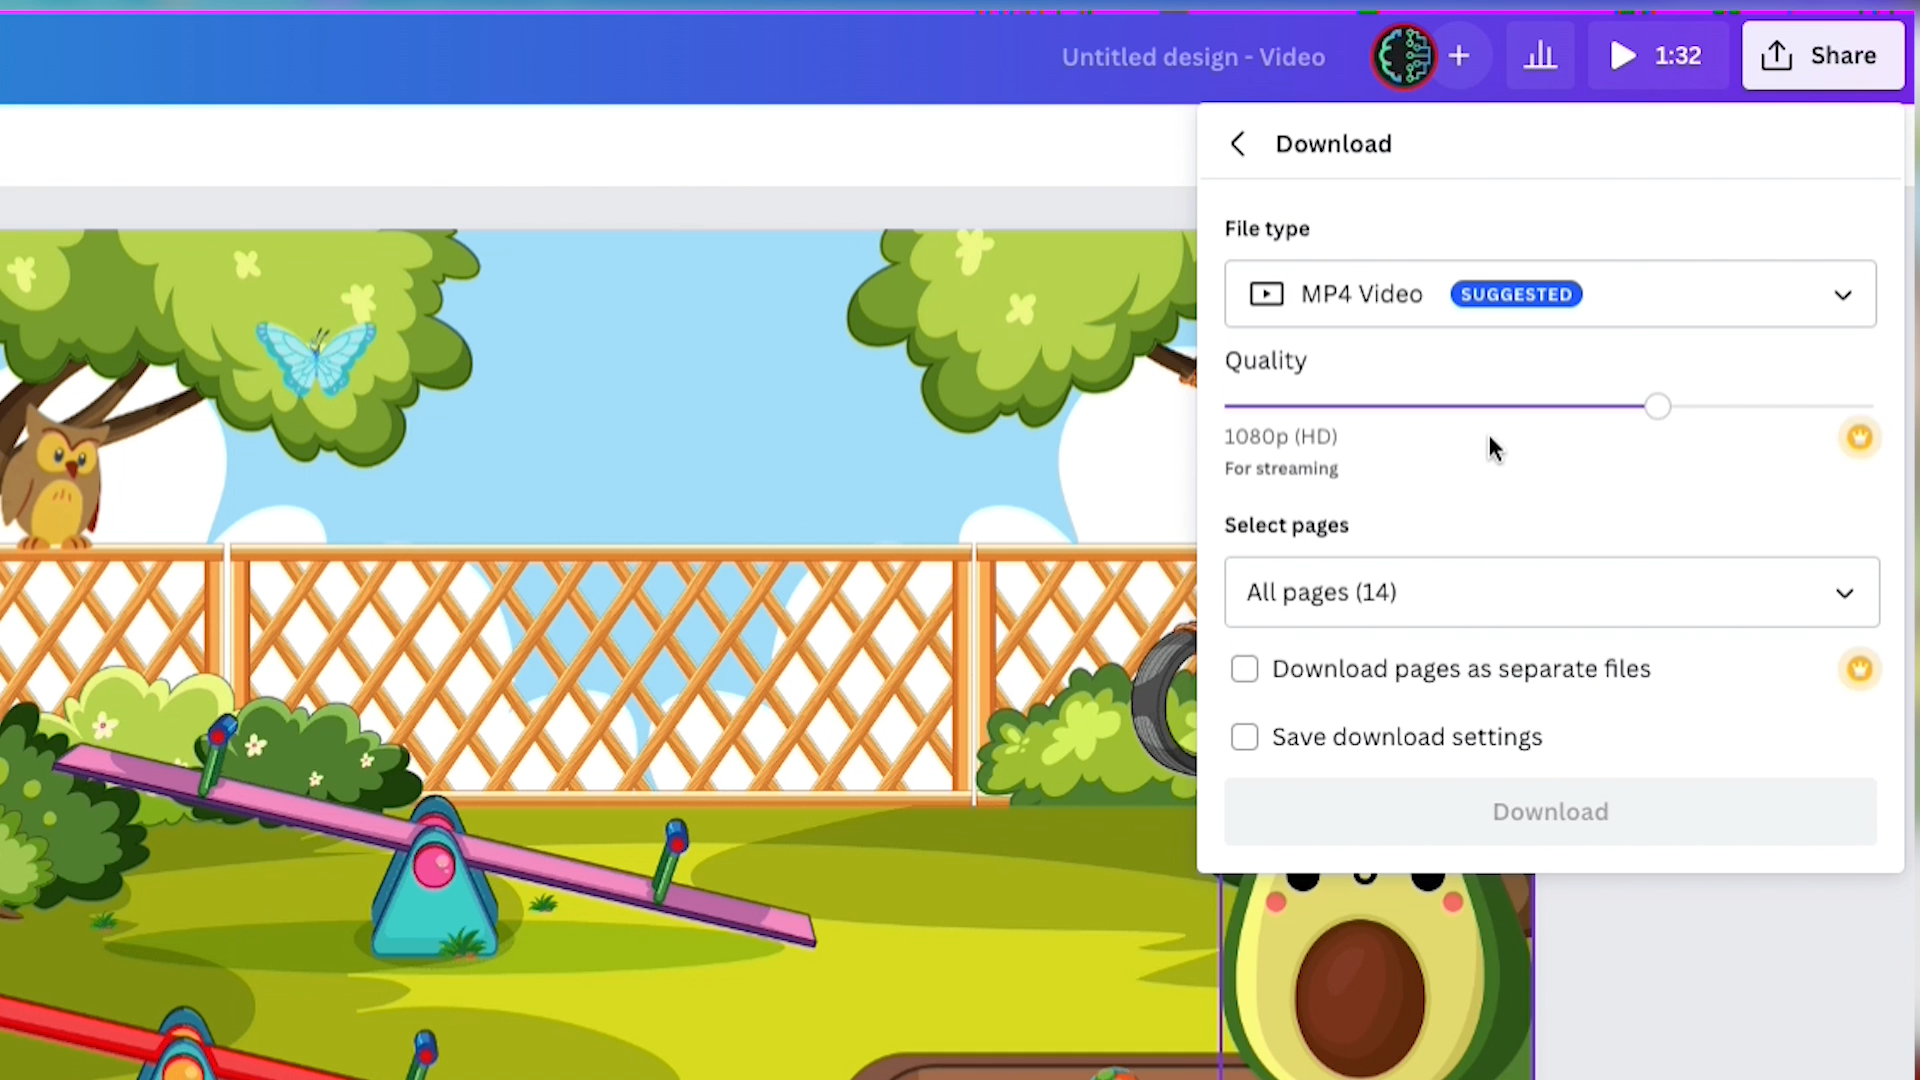 Untitled design - Video
1:32
Share
Download
File type
MP4 Video SUGGESTED
Quality
1080p (HD)
For streaming
Select pages
All pages (14)
Download pages as separate files
Save download settings
Download